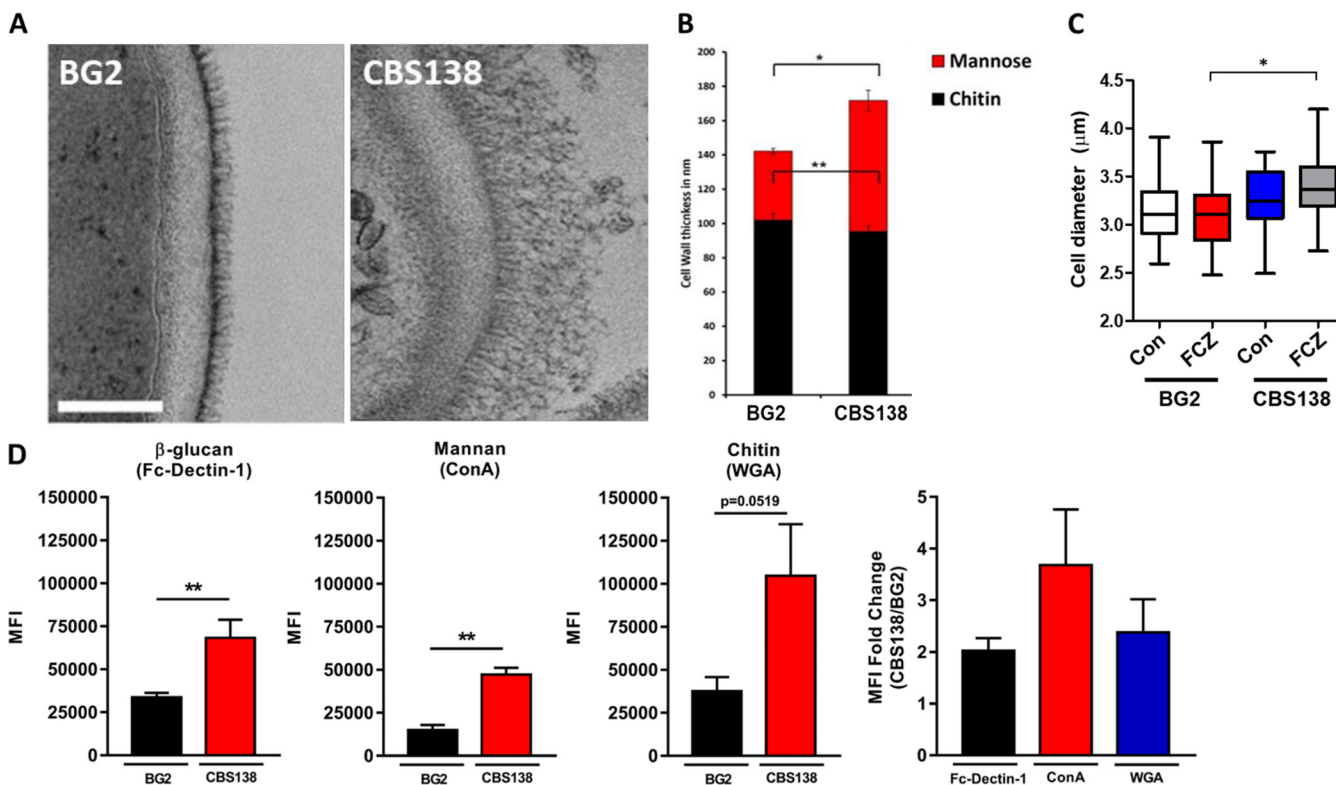 A
BG2
CBS138
B
200
180
160
140
120
100
80
60
40
20
0
Cell Wall thicnkess in nm
*
**
BG2
CBS138
Mannose
Chitin
C
4.5
4.0
3.5
3.0
2.5
2.0
Cell diameter (μm)
*
Con
FCZ
Con
FCZ
BG2
CBS138
D
β-glucan
(Fc-Dectin-1)
150000
125000
100000
75000
50000
25000
0
MFI
**
BG2
CBS138
Mannan
(ConA)
150000
125000
100000
75000
50000
25000
0
MFI
**
BG2
CBS138
Chitin
(WGA)
150000
125000
100000
75000
50000
25000
0
MFI
p=0.0519
BG2
CBS138
5
4
3
2
1
0
MFI Fold Change
(CBS138/BG2)
Fc-Dectin-1
ConA
WGA